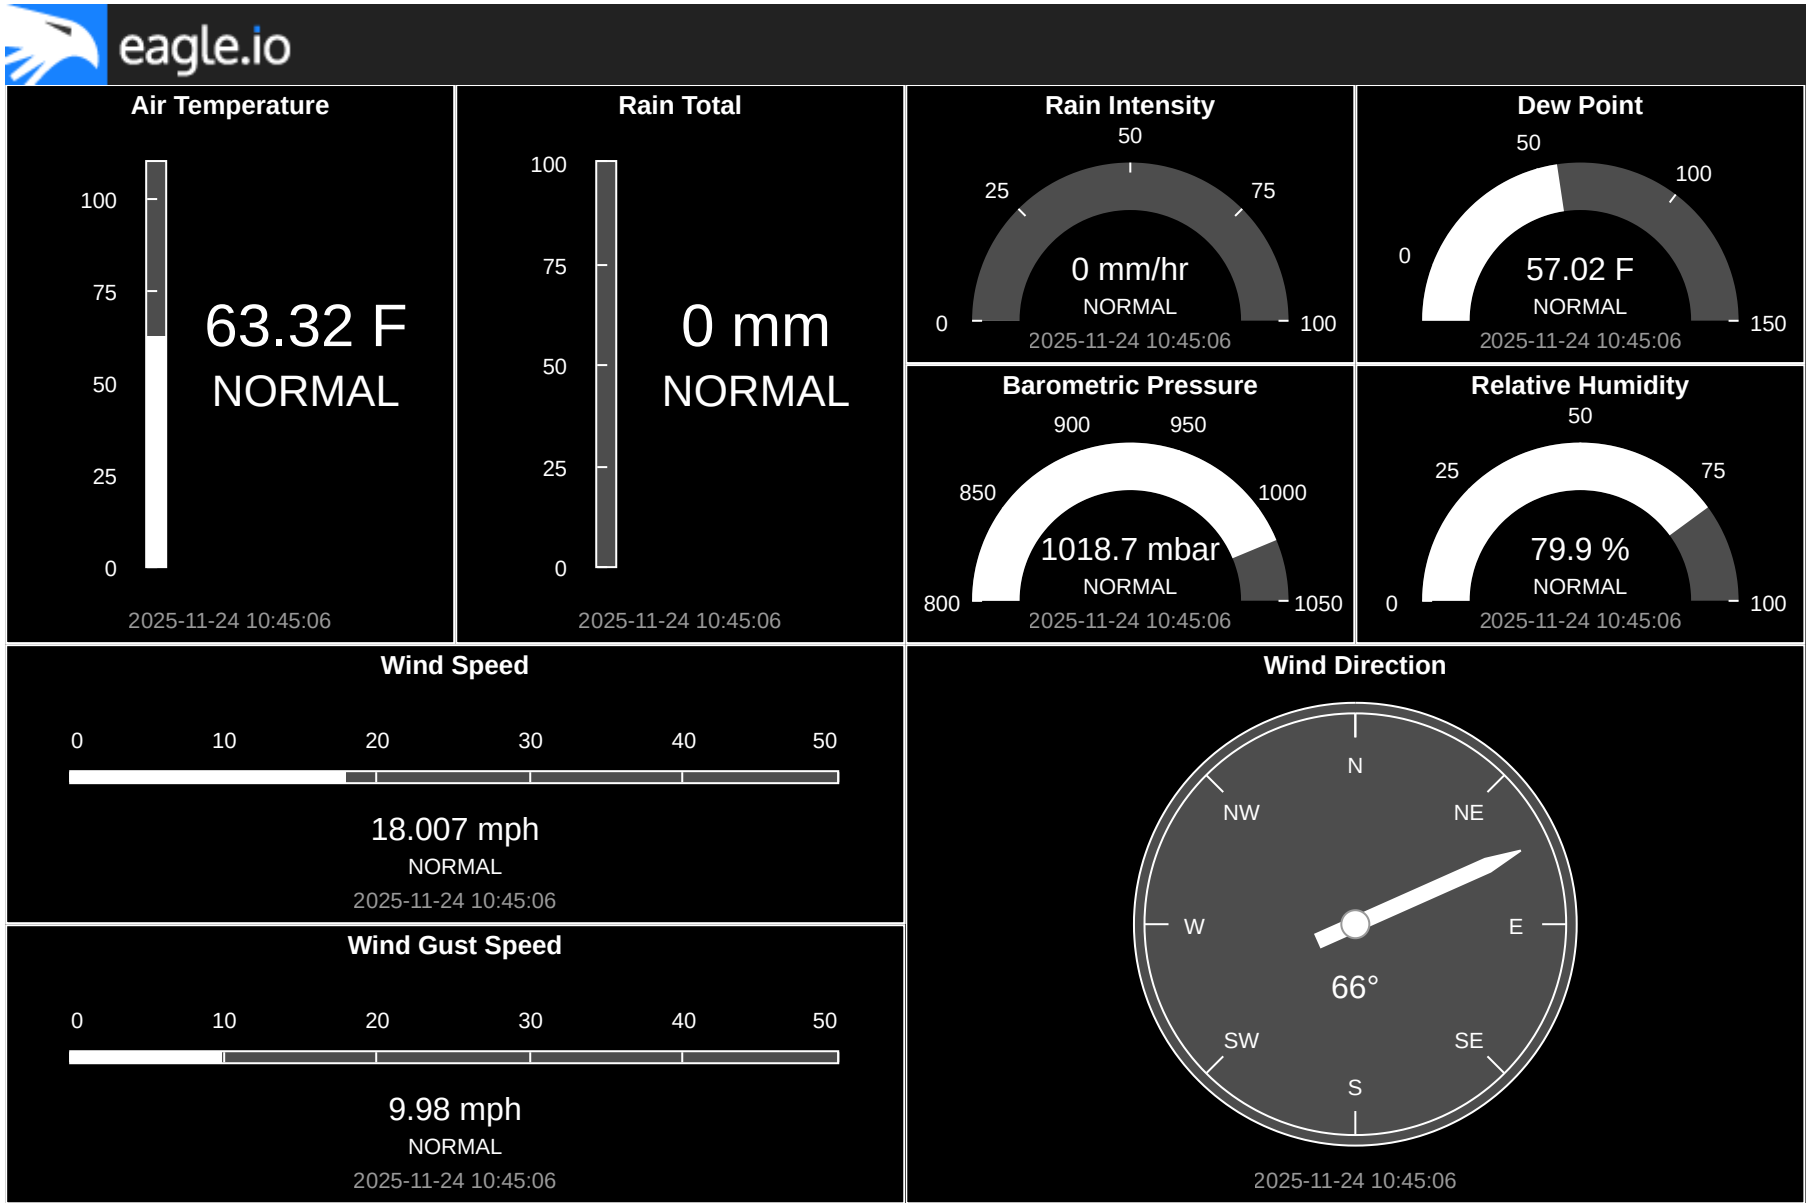 eagle.io
Air Temperature
100
75
50
25
0
63.32 F
NORMAL
2025-11-24 10:45:06
Rain Total
100
75
50
25
0
0 mm
NORMAL
2025-11-24 10:45:06
Rain Intensity
0
25
50
75
100
0 mm/hr
NORMAL
2025-11-24 10:45:06
Dew Point
0
50
100
150
57.02 F
NORMAL
2025-11-24 10:45:06
Barometric Pressure
800
850
900
950
1000
1050
1018.7 mbar
NORMAL
2025-11-24 10:45:06
Relative Humidity
0
25
50
75
100
79.9 %
NORMAL
2025-11-24 10:45:06
Wind Speed
0 10 20 30 40 50
18.007 mph
NORMAL
2025-11-24 10:45:06
Wind Gust Speed
0 10 20 30 40 50
9.98 mph
NORMAL
2025-11-24 10:45:06
Wind Direction
N
NW NE
W E
66°
SW SE
S
2025-11-24 10:45:06